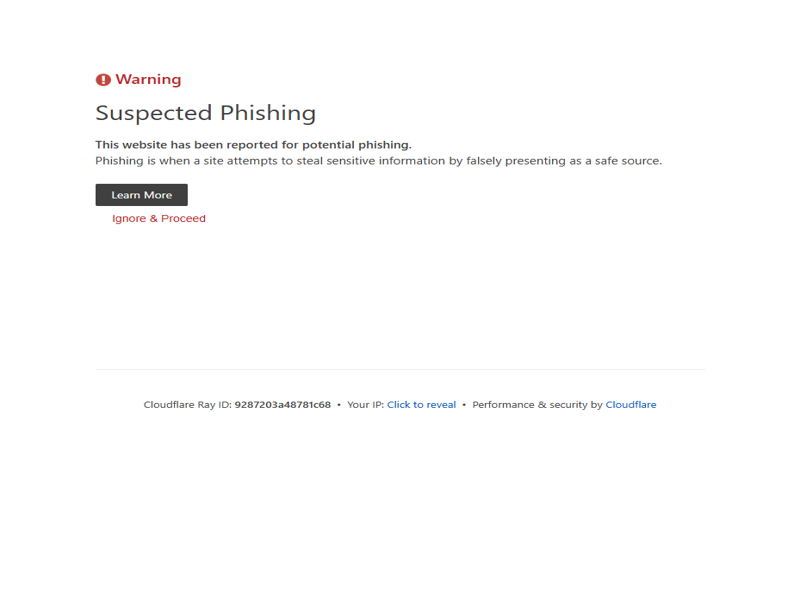 Warning
Suspected Phishing
This website has been reported for potential phishing.
Phishing is when a site attempts to steal sensitive information by falsely presenting as a safe source.
Learn More
Ignore & Proceed
Cloudflare Ray ID: 9287203a48781c68 • Your IP: Click to reveal • Performance & security by Cloudflare